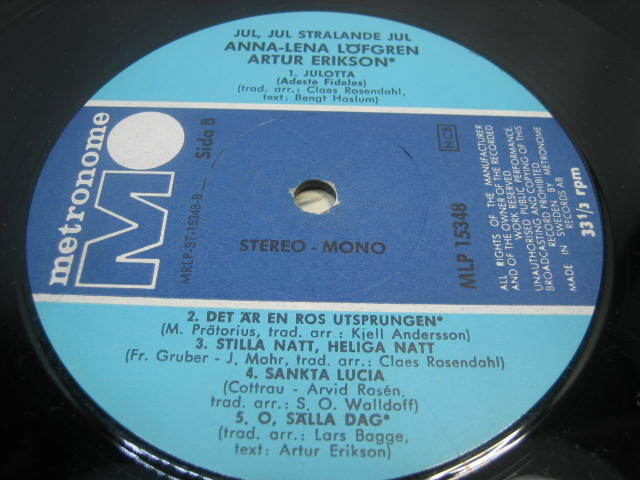 JUL, JUL STRALANDE JUL
ANNA-LENA LÖFGREN
ARTUR ERIKSON*
1. JULOTTA
(Adeste Fideles)
(trad. arr.: Claes Rosendahl,
text: Bengt Haslum)
metronome
Sida B
MRLP-ST-15348-B
STEREO - MONO
NCB
MLP 15348
ALL RIGHTS OF THE MANUFACTURER
AND OF THE OWNER OF THE RECORDED
WORK RESERVED
UNAUTHORISED PUBLIC PERFORMANCE
BROADCASTING AND COPYING OF THIS
RECORD PROHIBITED
MADE IN SWEDEN BY METRONOME
RECORDS AB
33 1/3 rpm
2. DET ÄR EN ROS UTSPRUNGEN*
(M. Prätorius, trad. arr: Kjell Andersson)
3. STILLA NATT, HELIGA NATT
(Fr. Gruber - J. Mohr, trad. arr.: Claes Rosendahl)
4. SANKTA LUCIA
(Cottrau - Arvid Rosén,
trad. arr.: S. O. Walldoff)
5. O, SÄLLA DAG*
(trad. arr.: Lars Bagge,
text: Artur Erikson)